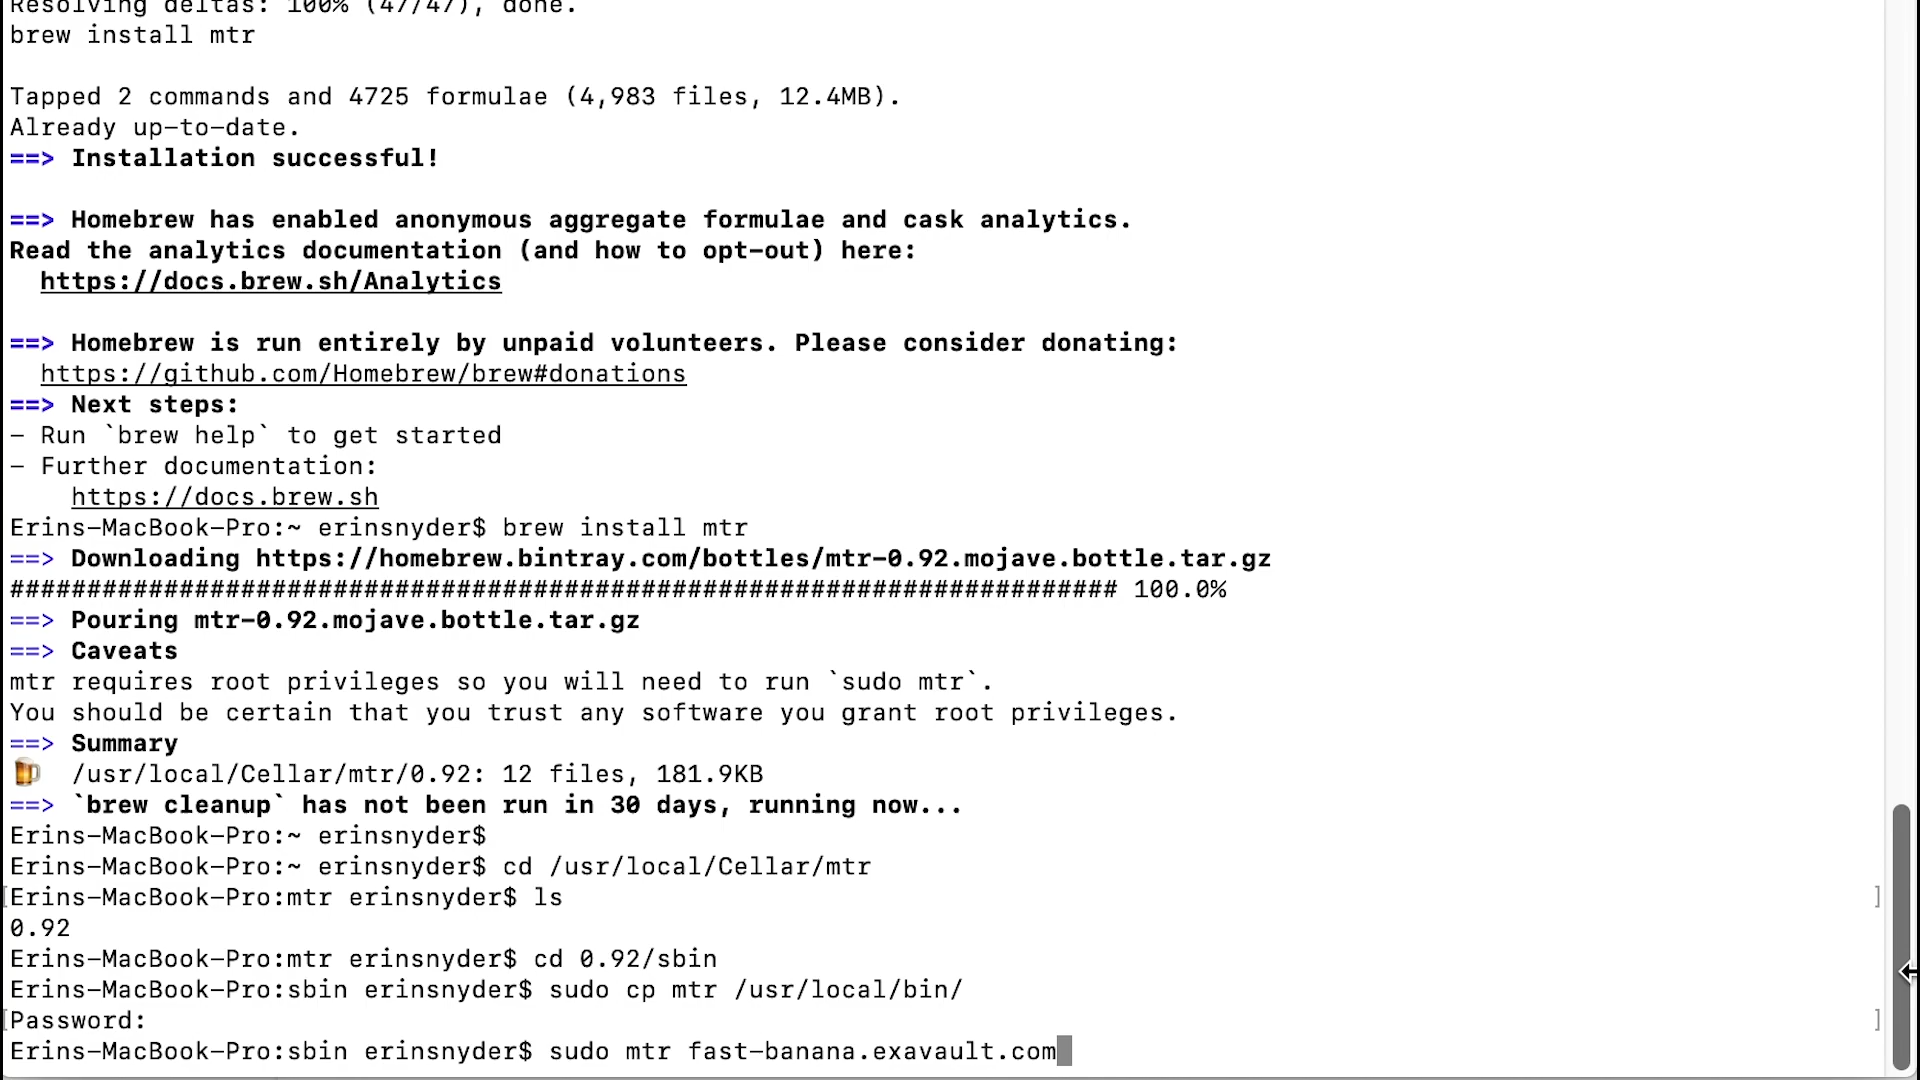 Resolving deltas: 100% (47/47), done.
brew install mtr
Tapped 2 commands and 4725 formulae (4,983 files, 12.4MB).
Already up-to-date.
==> Installation successful!
==> Homebrew has enabled anonymous aggregate formulae and cask analytics.
Read the analytics documentation (and how to opt-out) here:
https://docs.brew.sh/Analytics
==> Homebrew is run entirely by unpaid volunteers. Please consider donating:
https://github.com/Homebrew/brew#donations
==> Next steps:
- Run `brew help` to get started
- Further documentation:
https://docs.brew.sh
Erins-MacBook-Pro:~ erinsnyder$ brew install mtr
==> Downloading https://homebrew.bintray.com/bottles/mtr-0.92.mojave.bottle.tar.gz
######################################################################## 100.0%
==> Pouring mtr-0.92.mojave.bottle.tar.gz
==> Caveats
mtr requires root privileges so you will need to run `sudo mtr`.
You should be certain that you trust any software you grant root privileges.
==> Summary
🍺 /usr/local/Cellar/mtr/0.92: 12 files, 181.9KB
==> `brew cleanup` has not been run in 30 days, running now...
Erins-MacBook-Pro:~ erinsnyder$
Erins-MacBook-Pro:~ erinsnyder$ cd /usr/local/Cellar/mtr
[Erins-MacBook-Pro:mtr erinsnyder$ ls ]
0.92
Erins-MacBook-Pro:mtr erinsnyder$ cd 0.92/sbin
Erins-MacBook-Pro:sbin erinsnyder$ sudo cp mtr /usr/local/bin/
[Password: ]
Erins-MacBook-Pro:sbin erinsnyder$ sudo mtr fast-banana.exavault.com